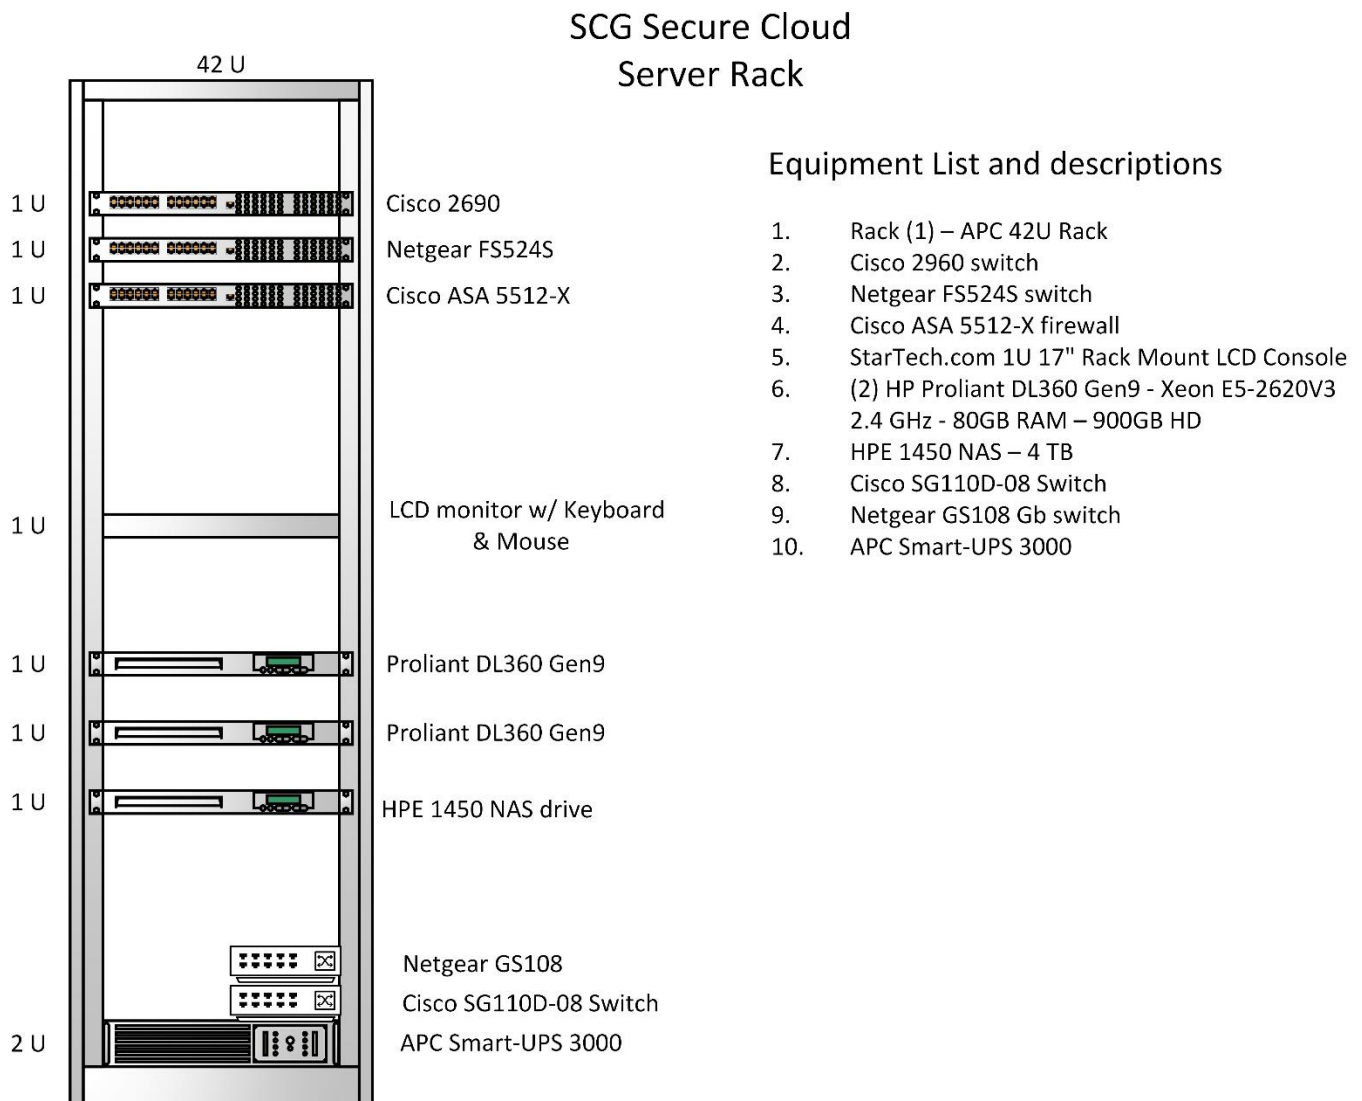 SCG Secure Cloud
Server Rack
42 U
1 U
Cisco 2690
1 U
Netgear FS524S
1 U
Cisco ASA 5512-X
1 U
LCD monitor w/ Keyboard
& Mouse
1 U
Proliant DL360 Gen9
1 U
Proliant DL360 Gen9
1 U
HPE 1450 NAS drive
Netgear GS108
Cisco SG110D-08 Switch
2 U
APC Smart-UPS 3000
Equipment List and descriptions
1. Rack (1) – APC 42U Rack
2. Cisco 2960 switch
3. Netgear FS524S switch
4. Cisco ASA 5512-X firewall
5. StarTech.com 1U 17" Rack Mount LCD Console
6. (2) HP Proliant DL360 Gen9 - Xeon E5-2620V3
2.4 GHz - 80GB RAM – 900GB HD
7. HPE 1450 NAS – 4 TB
8. Cisco SG110D-08 Switch
9. Netgear GS108 Gb switch
10. APC Smart-UPS 3000